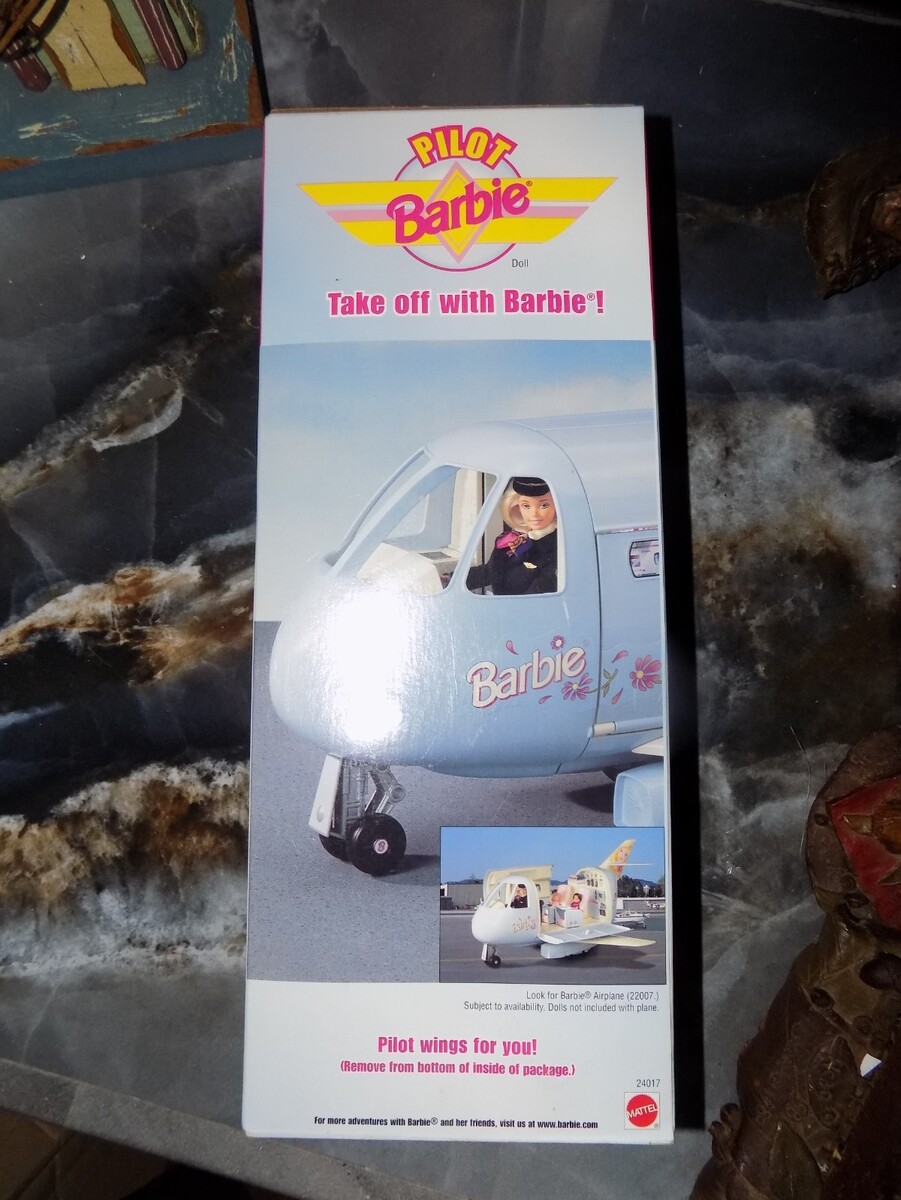 PILOT
Barbie®
Doll
Take off with Barbie®!
Barbie
Look for Barbie® Airplane (22007.)
Subject to availability. Dolls not included with plane.
Pilot wings for you!
(Remove from bottom of inside of package.)
24017
MATTEL
For more adventures with Barbie® and her friends, visit us at www.barbie.com